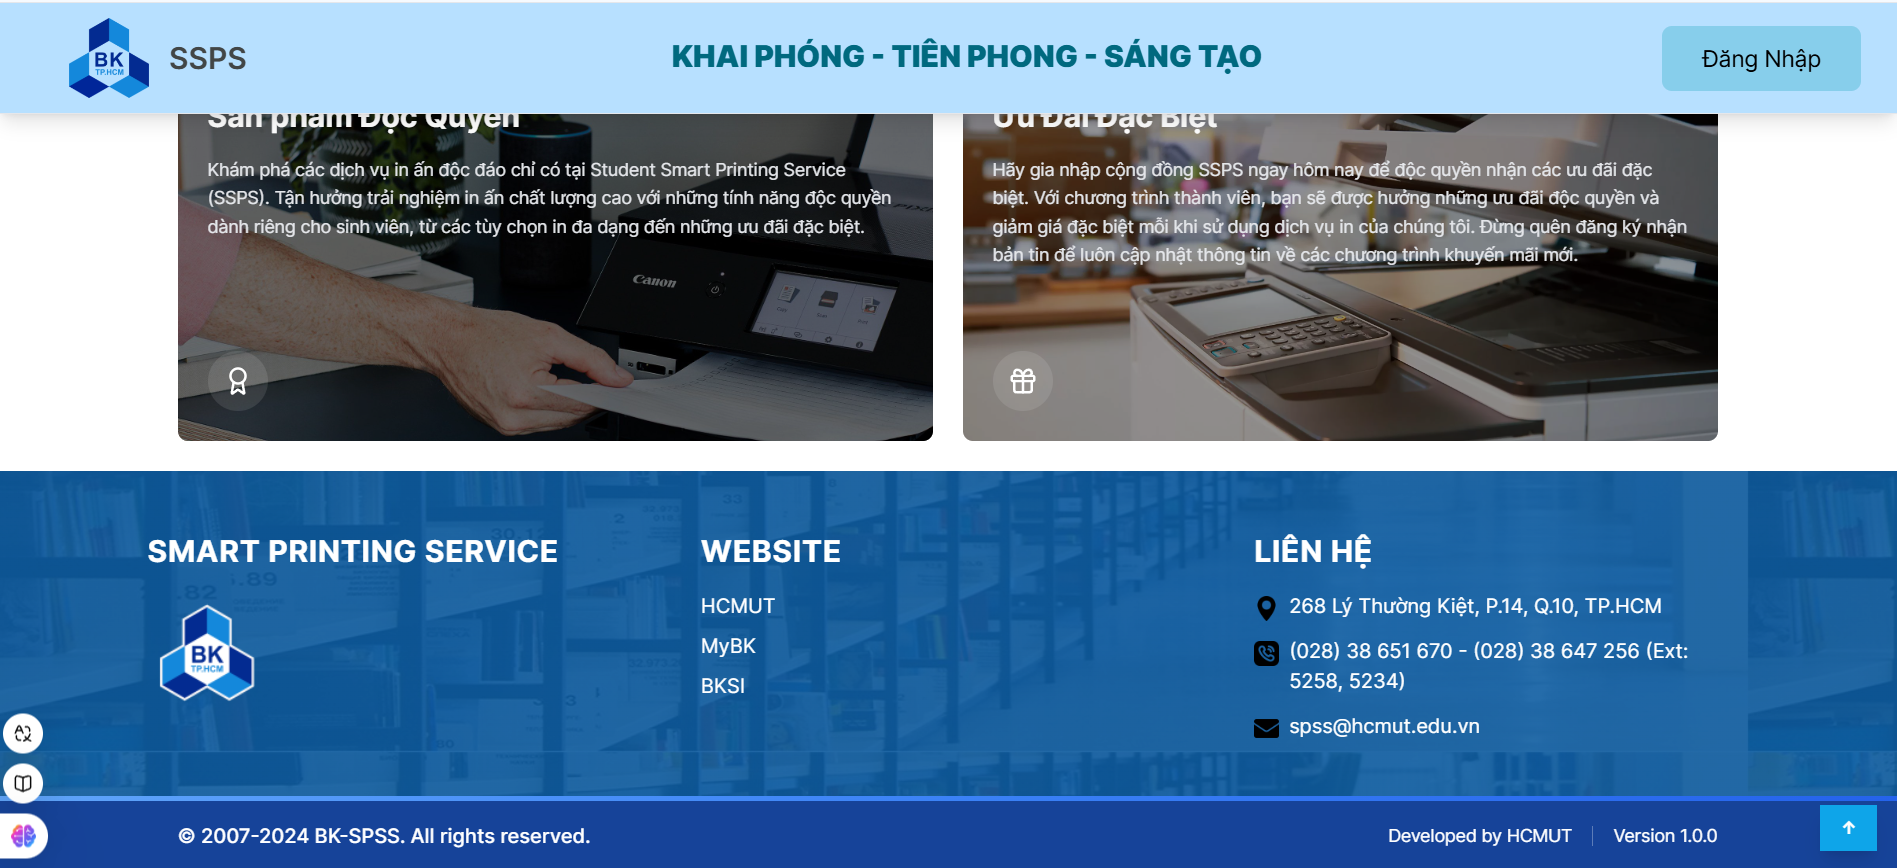 BK
TP.HCM
SSPS
KHAI PHÓNG - TIÊN PHONG - SÁNG TẠO
Đăng Nhập
Sản phẩm Độc Quyền
Khám phá các dịch vụ in ấn độc đáo chỉ có tại Student Smart Printing Service
(SSPS). Tận hưởng trải nghiệm in ấn chất lượng cao với những tính năng độc quyền
dành riêng cho sinh viên, từ các tùy chọn in đa dạng đến những ưu đãi đặc biệt.
Canon
Ưu Đãi Đặc Biệt
Hãy gia nhập cộng đồng SSPS ngay hôm nay để độc quyền nhận các ưu đãi đặc
biệt. Với chương trình thành viên, bạn sẽ được hưởng những ưu đãi độc quyền và
giảm giá đặc biệt mỗi khi sử dụng dịch vụ in của chúng tôi. Đừng quên đăng ký nhận
bản tin để luôn cập nhật thông tin về các chương trình khuyến mãi mới.
SMART PRINTING SERVICE
BK
TP.HCM
WEBSITE
HCMUT
MyBK
BKSI
LIÊN HỆ
268 Lý Thường Kiệt, P.14, Q.10, TP.HCM
(028) 38 651 670 - (028) 38 647 256 (Ext:
5258, 5234)
spss@hcmut.edu.vn
© 2007-2024 BK-SPSS. All rights reserved.
Developed by HCMUT
Version 1.0.0